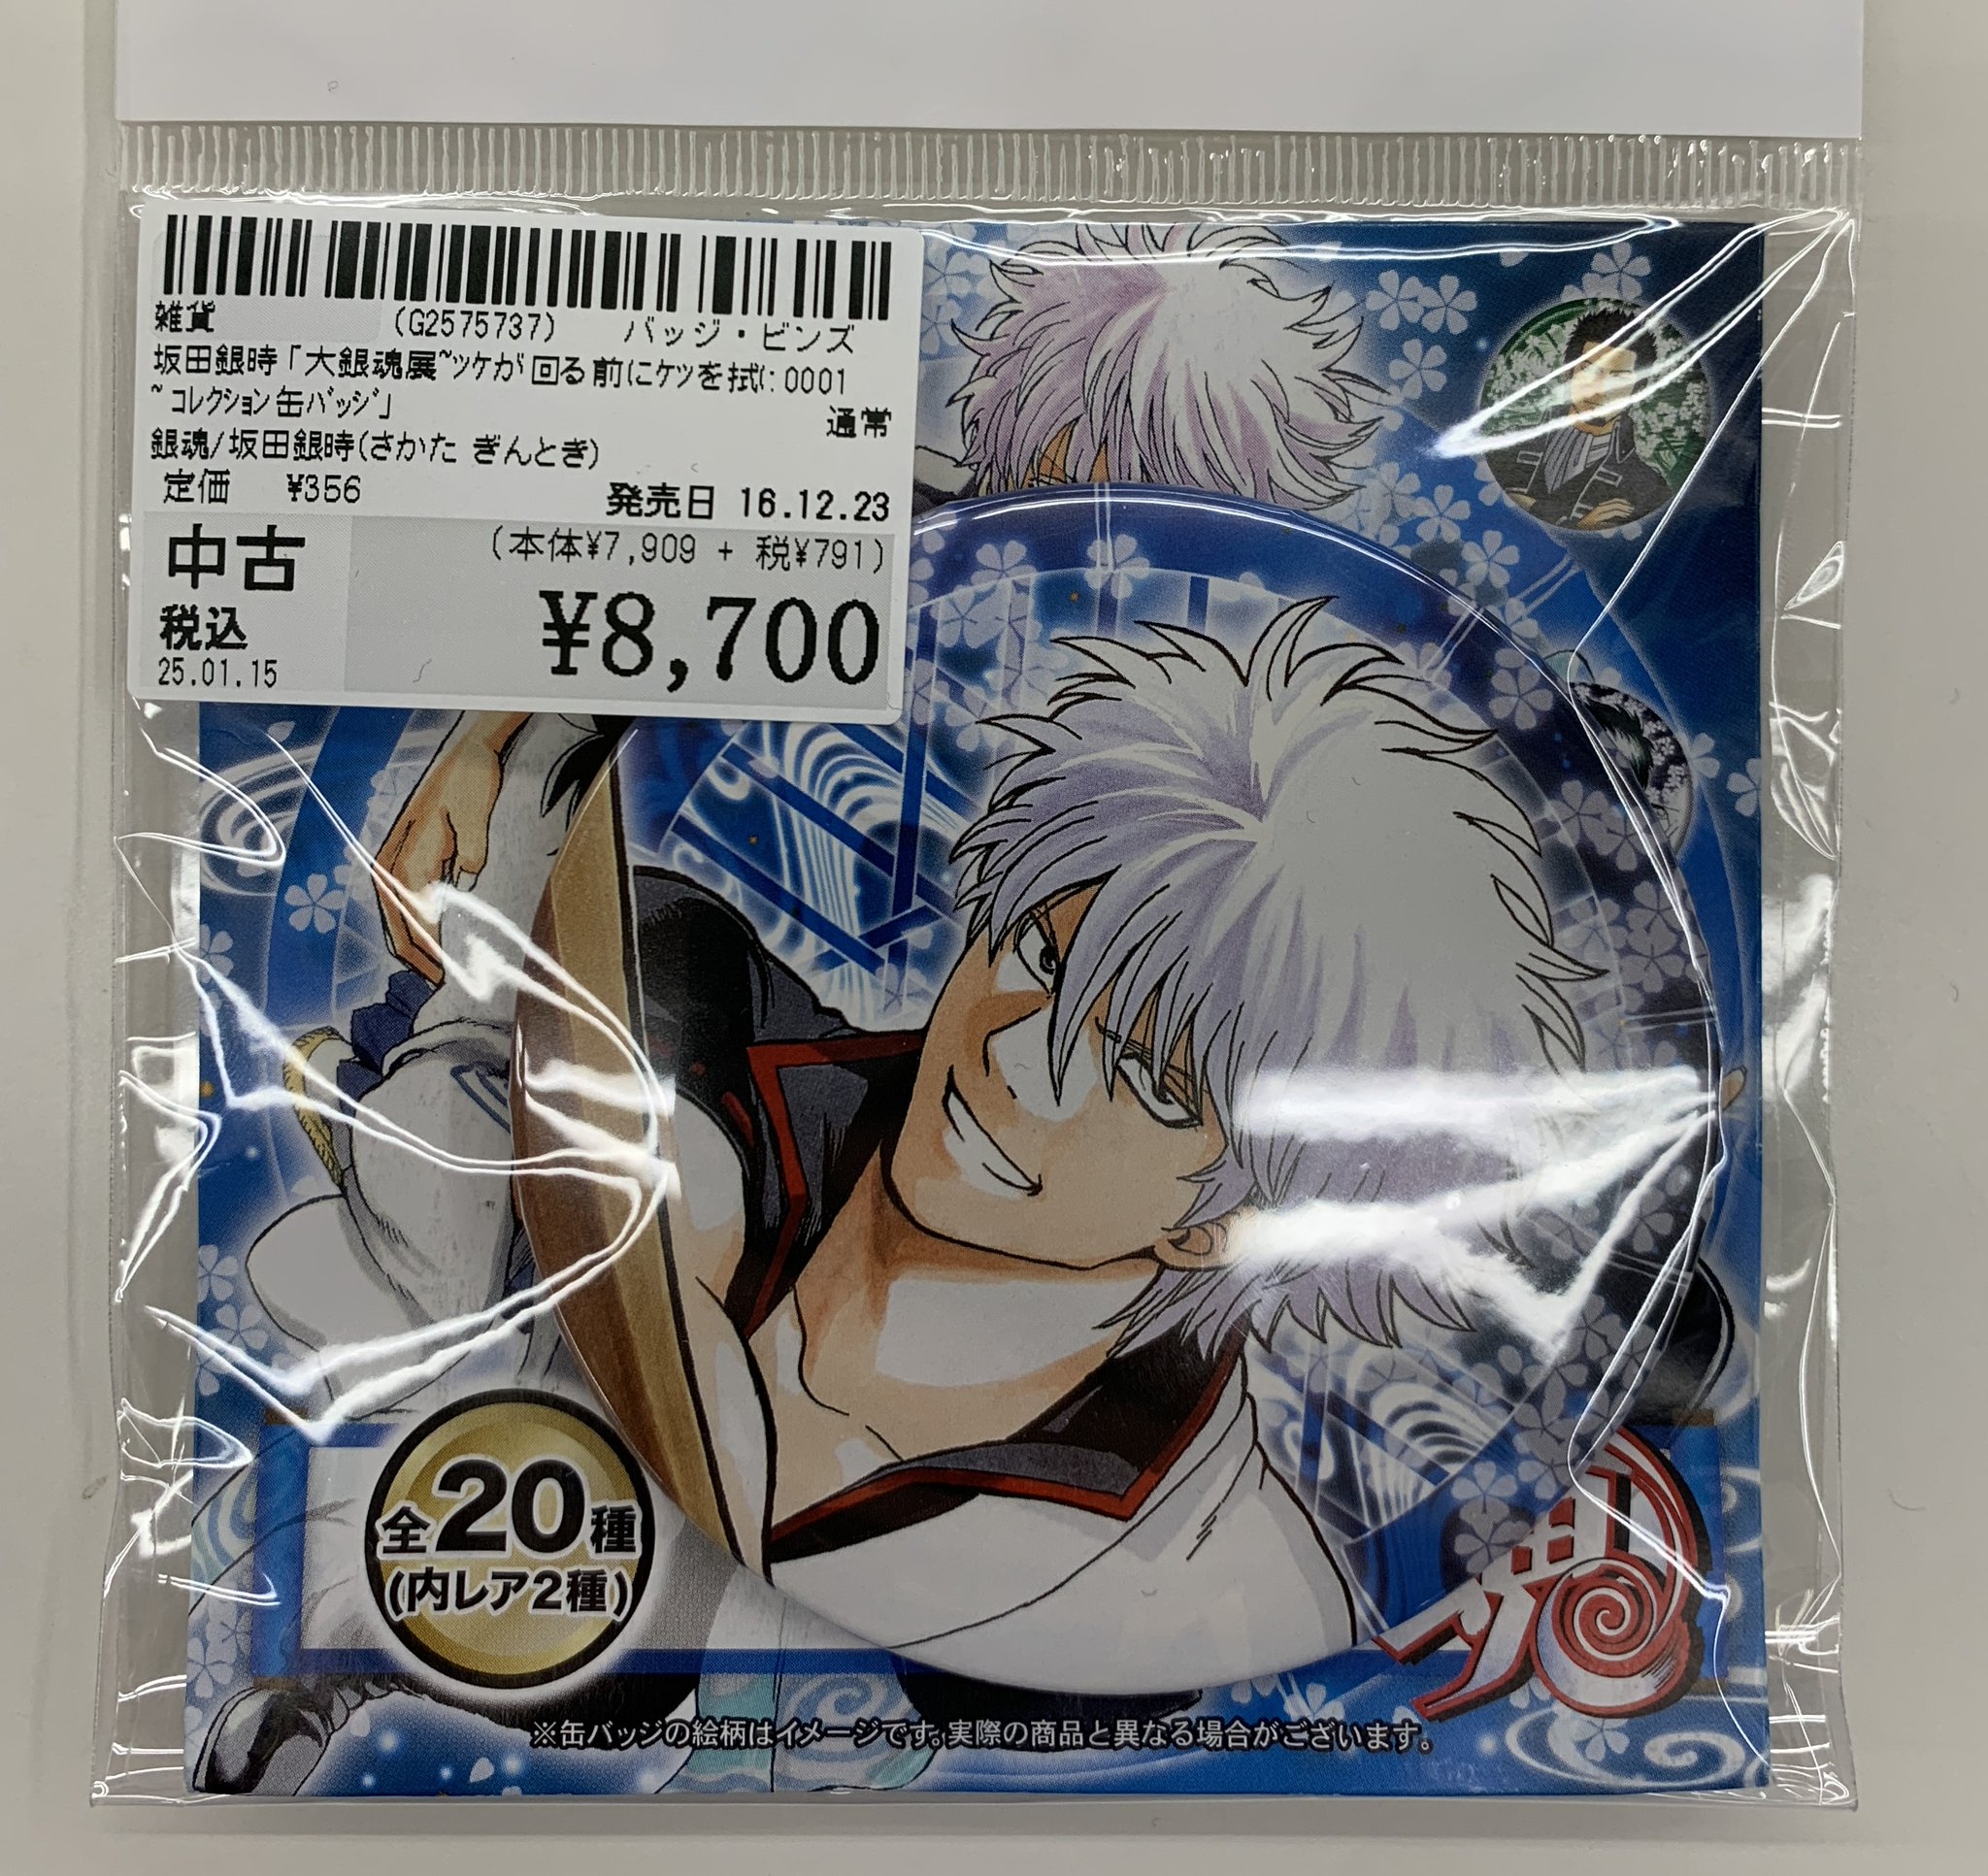 雑貨 (G2575737) バッジ・ピンズ
坂田銀時「大銀魂展~ツケが回る前にケツを拭け 0001
~コレクション缶バッジ」
通常
銀魂/坂田銀時(さかた ぎんとき)
定価 ¥356 発売日 16.12.23
中古 (本体¥7,909 + 税¥791)
税込 ¥8,700
25.01.15
全20種
(内レア2種)
魂
※缶バッジの絵柄はイメージです。実際の商品と異なる場合がございます。